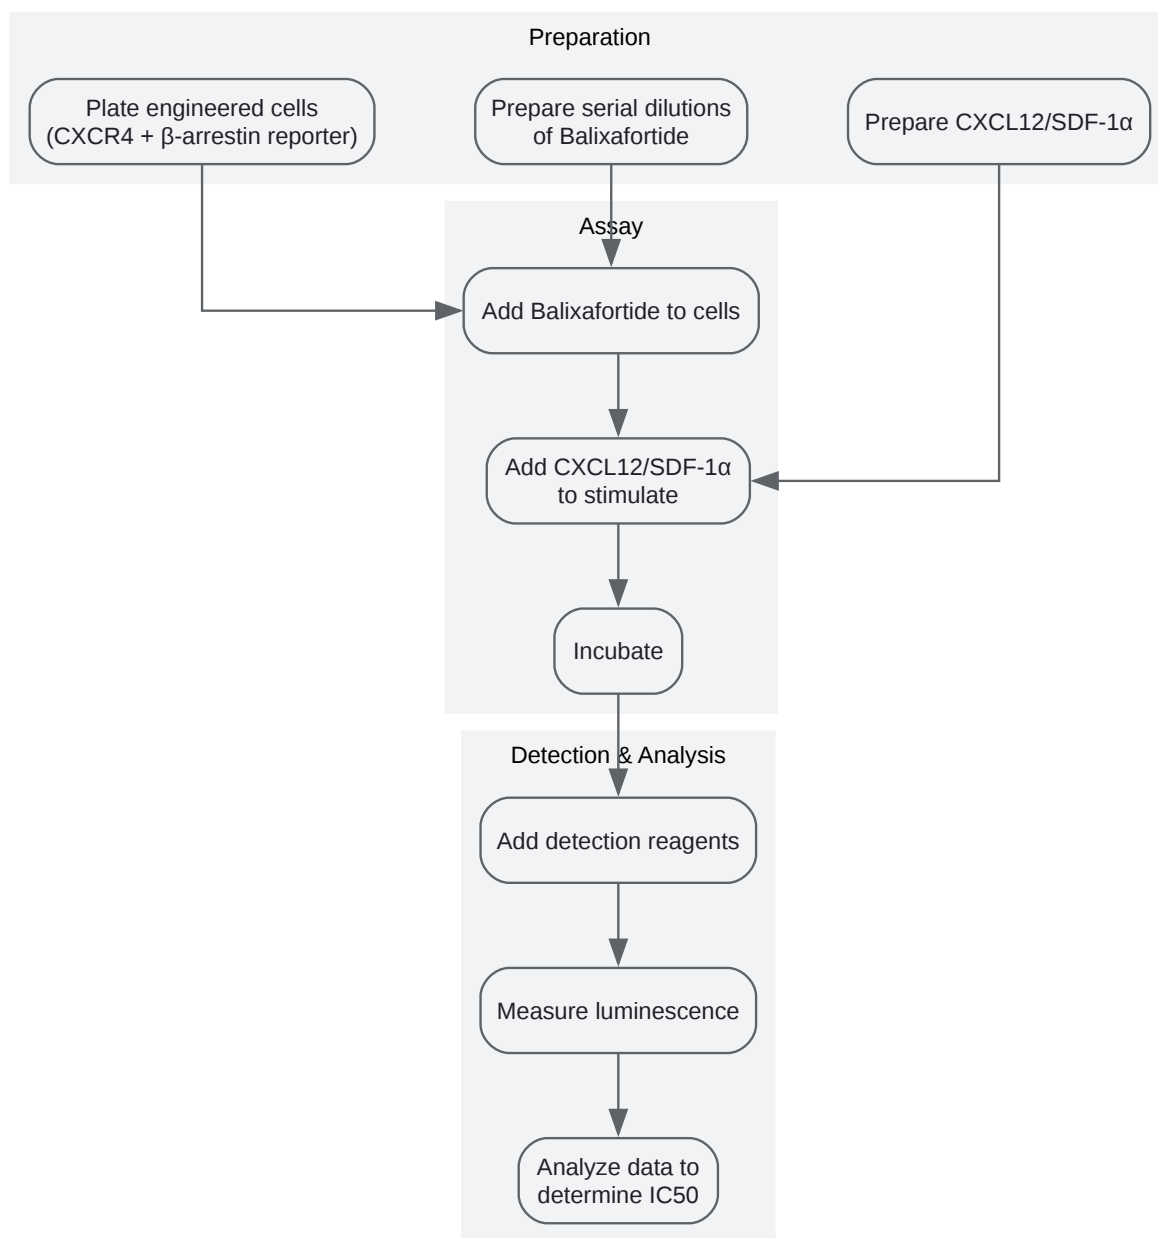 Preparation
Plate engineered cells
(CXCR4 + β-arrestin reporter)
Prepare serial dilutions
of Balixafortide
Prepare CXCL12/SDF-1α
Assay
Add Balixafortide to cells
Add CXCL12/SDF-1α
to stimulate
Incubate
Detection & Analysis
Add detection reagents
Measure luminescence
Analyze data to
determine IC50